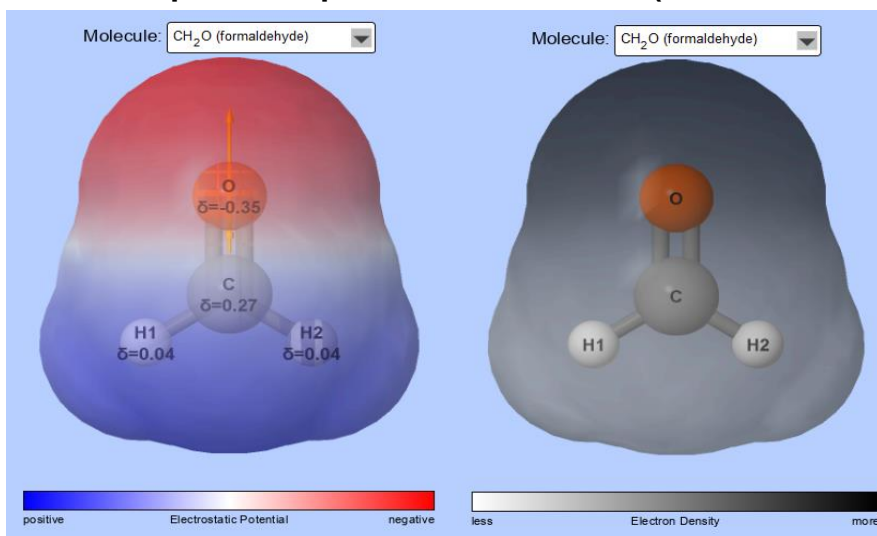 Molecule: CH₂O (formaldehyde)
O
δ=-0.35
C
δ=0.27
H1
δ=0.04
H2
δ=0.04
positive Electrostatic Potential negative
Molecule: CH₂O (formaldehyde)
O
C
H1
H2
less Electron Density more